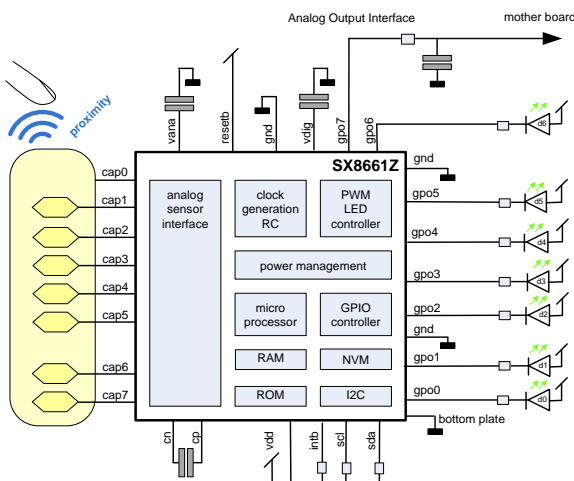 Analog Output Interface
mother board
proximity
vana
resetb
gnd
vdig
gpo7
gpo6
d6
SX8661Z
gnd
cap0
cap1
cap2
cap3
cap4
cap5
cap6
cap7
analog
sensor
interface
clock
generation
RC
PWM
LED
controller
power management
micro
processor
GPIO
controller
RAM
NVM
ROM
I2C
gpo5
d5
gpo4
d4
gpo3
d3
gpo2
d2
gnd
gpo1
d1
gpo0
d0
bottom plate
cn
cp
vdd
intb
scl
sda